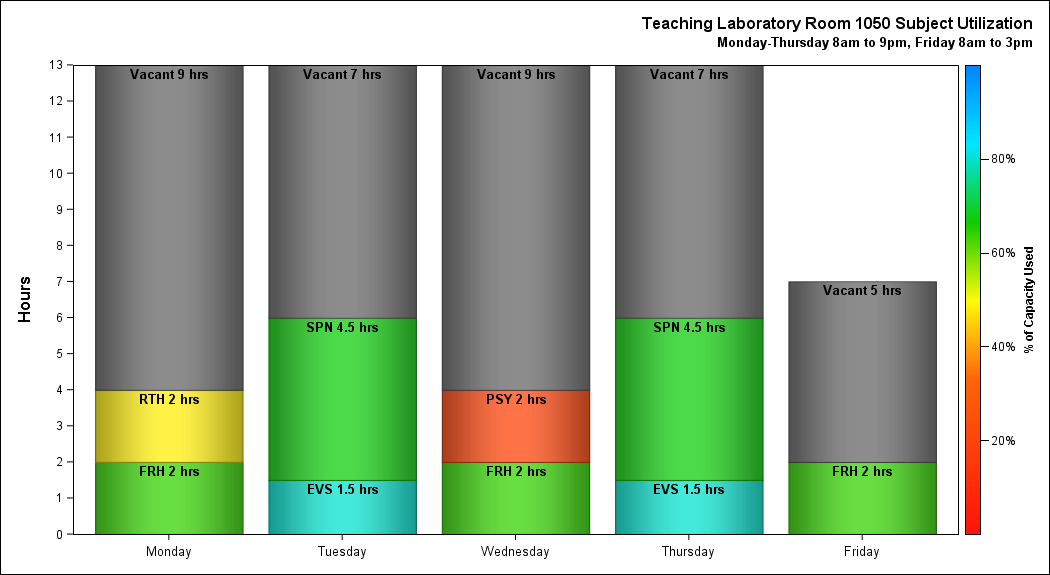 Teaching Laboratory Room 1050 Subject Utilization
Monday-Thursday 8am to 9pm, Friday 8am to 3pm
Hours
13
12
11
10
9
8
7
6
5
4
3
2
1
0
Vacant 9 hrs
RTH 2 hrs
FRH 2 hrs
Vacant 7 hrs
SPN 4.5 hrs
EVS 1.5 hrs
Vacant 9 hrs
PSY 2 hrs
FRH 2 hrs
Vacant 7 hrs
SPN 4.5 hrs
EVS 1.5 hrs
Vacant 5 hrs
FRH 2 hrs
Monday
Tuesday
Wednesday
Thursday
Friday
80%
60%
40%
20%
% of Capacity Used